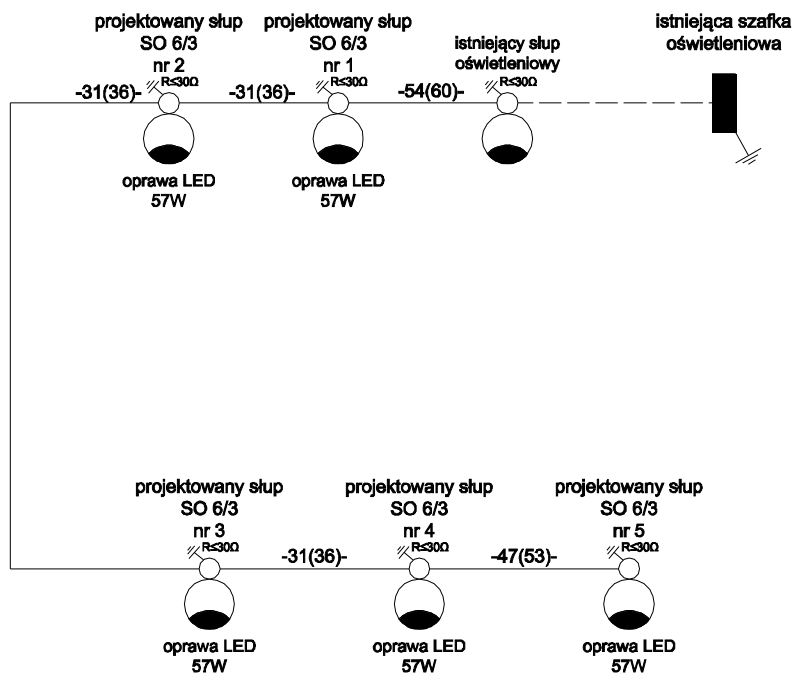 projektowany słup
SO 6/3
nr 2
R≤30Ω
-31(36)-
oprawa LED
57W
projektowany słup
SO 6/3
nr 1
R≤30Ω
-31(36)-
oprawa LED
57W
istniejący słup
oświetleniowy
R≤30Ω
-54(60)-
istniejąca szafka
oświetleniowa
projektowany słup
SO 6/3
nr 3
R≤30Ω
oprawa LED
57W
-31(36)-
projektowany słup
SO 6/3
nr 4
R≤30Ω
oprawa LED
57W
-47(53)-
projektowany słup
SO 6/3
nr 5
R≤30Ω
oprawa LED
57W